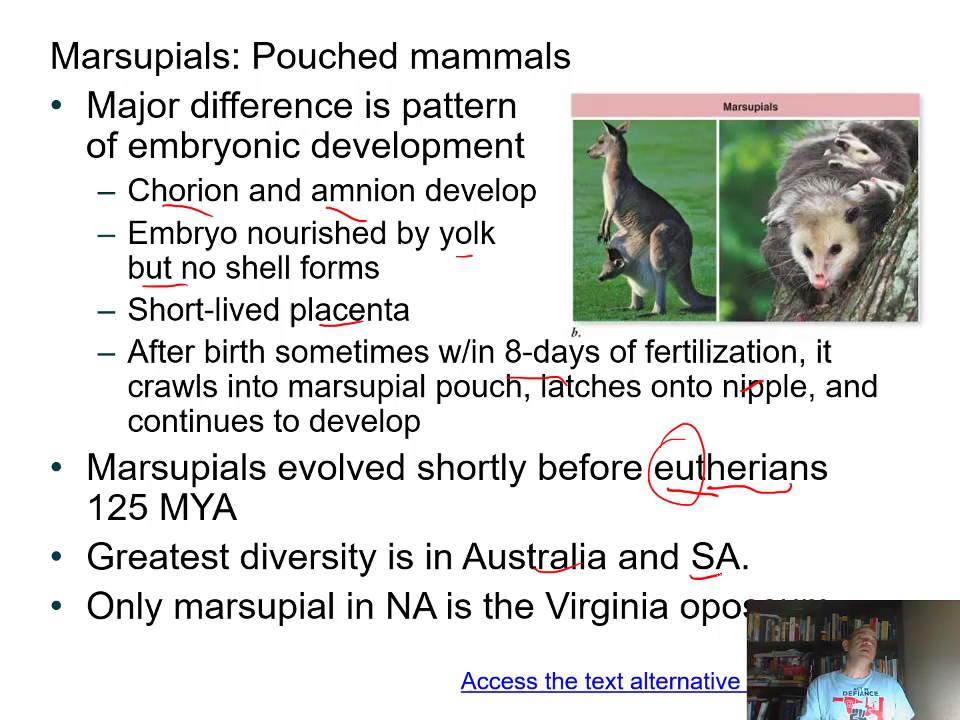 Marsupials: Pouched mammals
• Major difference is pattern
of embryonic development
– Chorion and amnion develop
– Embryo nourished by yolk
but no shell forms
– Short-lived placenta
– After birth sometimes w/in 8-days of fertilization, it
crawls into marsupial pouch, latches onto nipple, and
continues to develop
• Marsupials evolved shortly before eutherians
125 MYA
• Greatest diversity is in Australia and SA.
• Only marsupial in NA is the Virginia opossum
Marsupials
b.
Access the text alternative
DEFIANCE